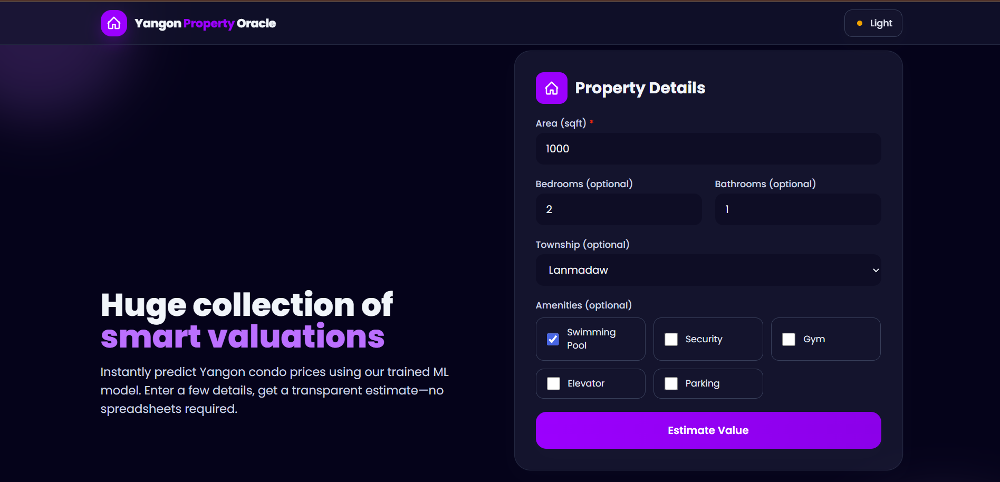 Yangon Property Oracle
Light
Huge collection of
smart valuations
Instantly predict Yangon condo prices using our trained ML
model. Enter a few details, get a transparent estimate—no
spreadsheets required.
Property Details
Area (sqft) *
1000
Bedrooms (optional)
2
Bathrooms (optional)
1
Township (optional)
Lanmadaw
Amenities (optional)
Swimming
Pool
Security
Gym
Elevator
Parking
Estimate Value